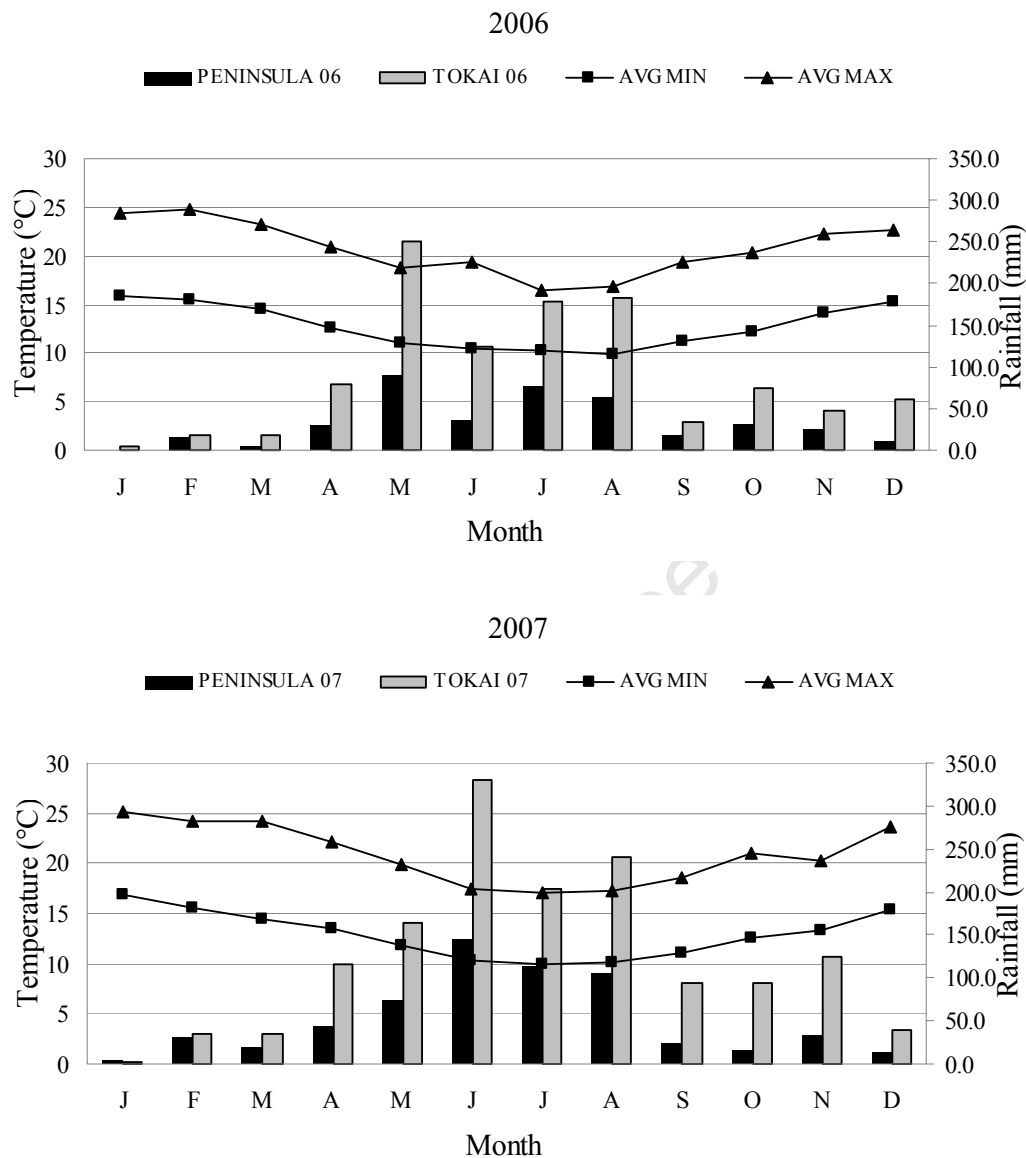 2006
PENINSULA 06 TOKAI 06 AVG MIN AVG MAX
30 350.0
25 300.0
20 250.0
15 200.0
10 150.0
5 100.0
0 50.0
0.0
Temperature (°C)
Rainfall (mm)
J F M A M J J A S O N D
Month
2007
PENINSULA 07 TOKAI 07 AVG MIN AVG MAX
30 350.0
25 300.0
20 250.0
15 200.0
10 150.0
5 100.0
0 50.0
0.0
Temperature (°C)
Rainfall (mm)
J F M A M J J A S O N D
Month